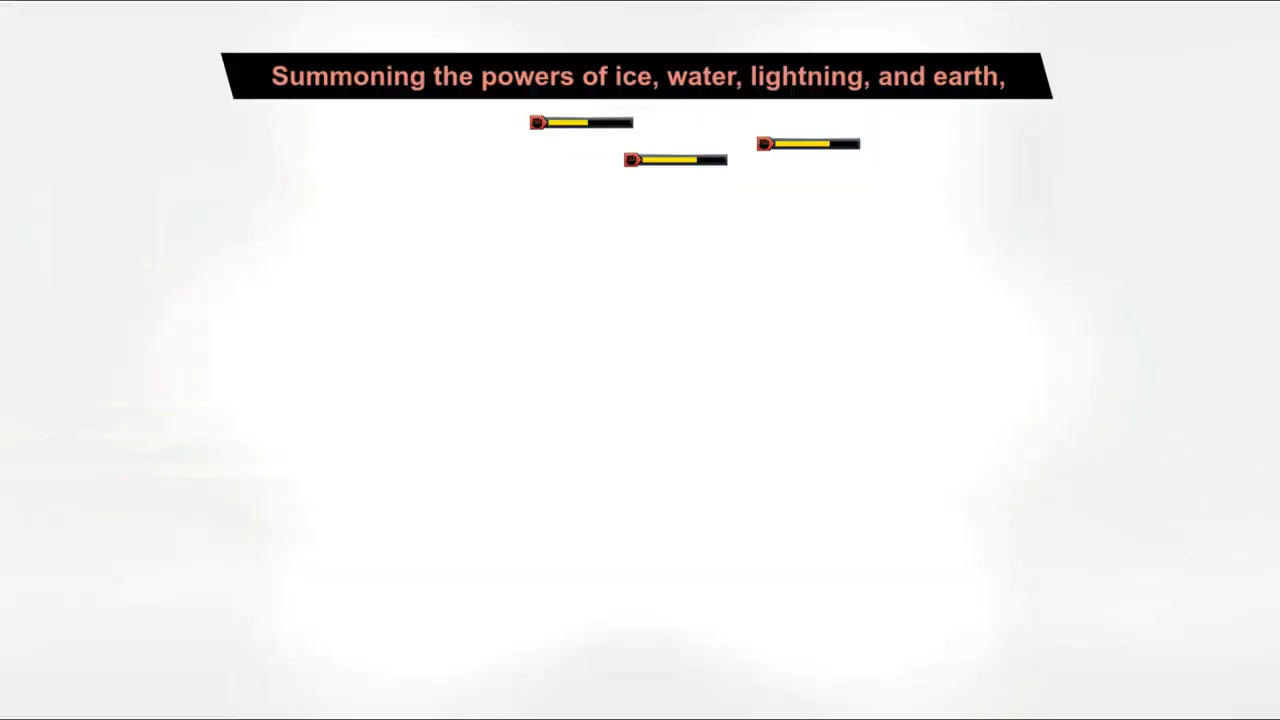 Summoning the powers of ice, water, lightning, and earth,